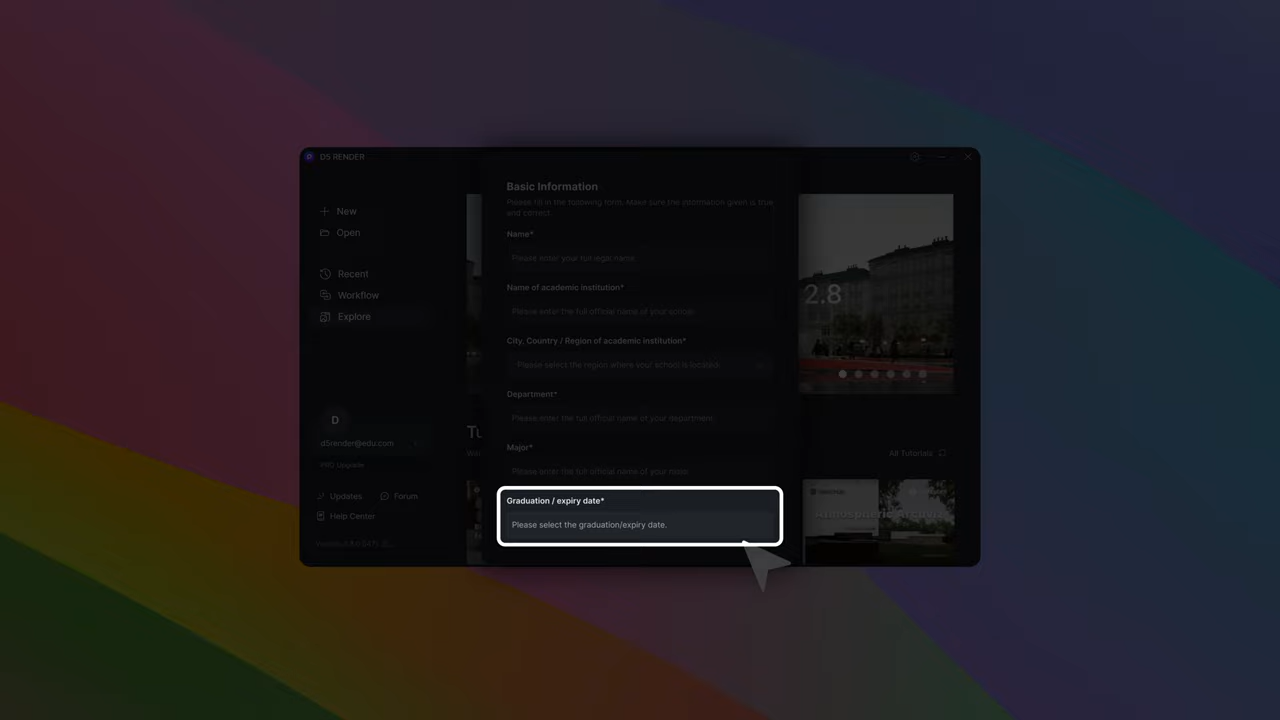 D5 RENDER
New
Open
Recent
Workflow
Explore
D
d5render@edu.com
PRO Upgrade
Updates
Forum
Help Center
Basic Information
Please fill in the following form. Make sure the information given is true
and correct.
Name*
Please enter your full legal name.
Name of academic institution*
Please enter the full official name of your
City, Country / Region of academic institution*
Please select the region where your school is
Department*
Please enter the full official name of your department.
Major*
Please enter the full official name of your
Graduation / expiry date*
Please select the graduation/expiry date.
2.8
Tu
All Tutorials
Atmospheric